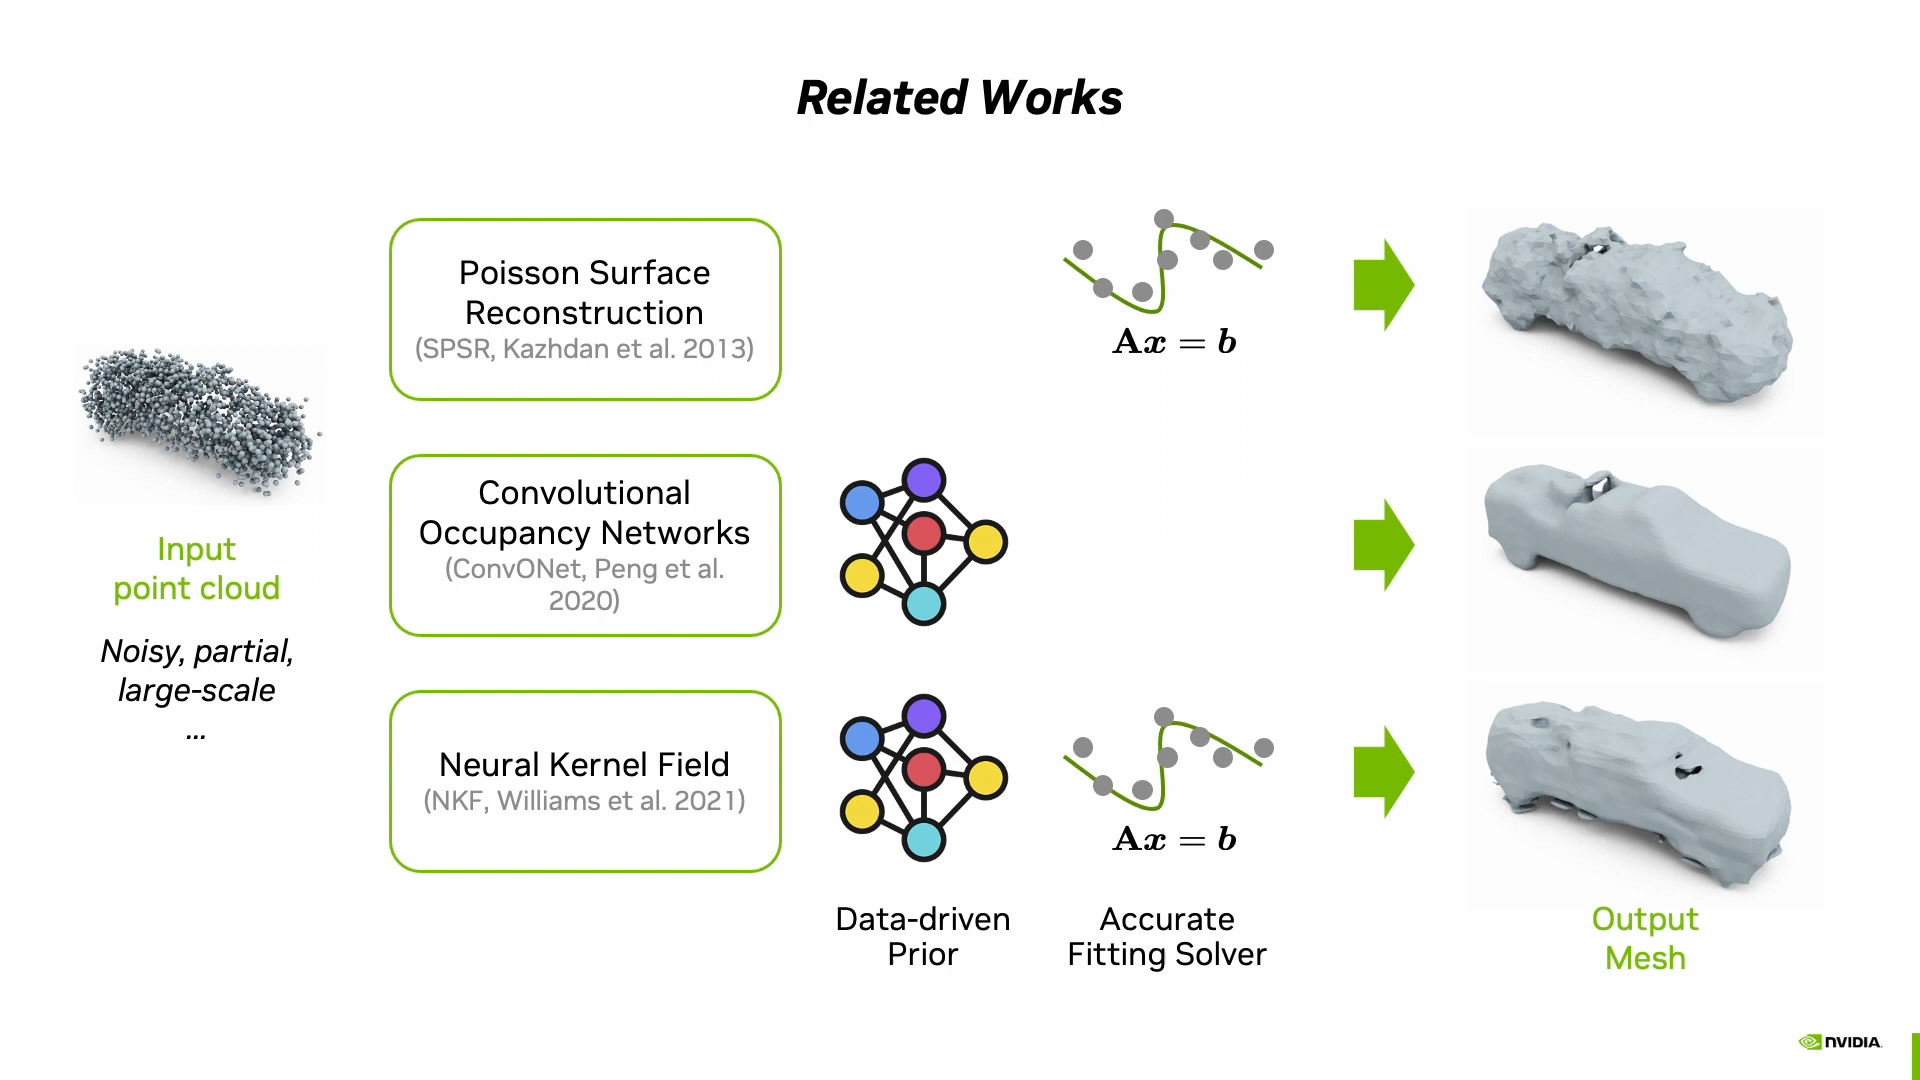 Related Works
Input
point cloud
Noisy, partial,
large-scale
...
Poisson Surface
Reconstruction
(SPSR, Kazhdan et al. 2013)
Ax = b
Convolutional
Occupancy Networks
(ConvONet, Peng et al.
2020)
Neural Kernel Field
(NKF, Williams et al. 2021)
Ax = b
Data-driven
Prior
Accurate
Fitting Solver
Output
Mesh
NVIDIA.